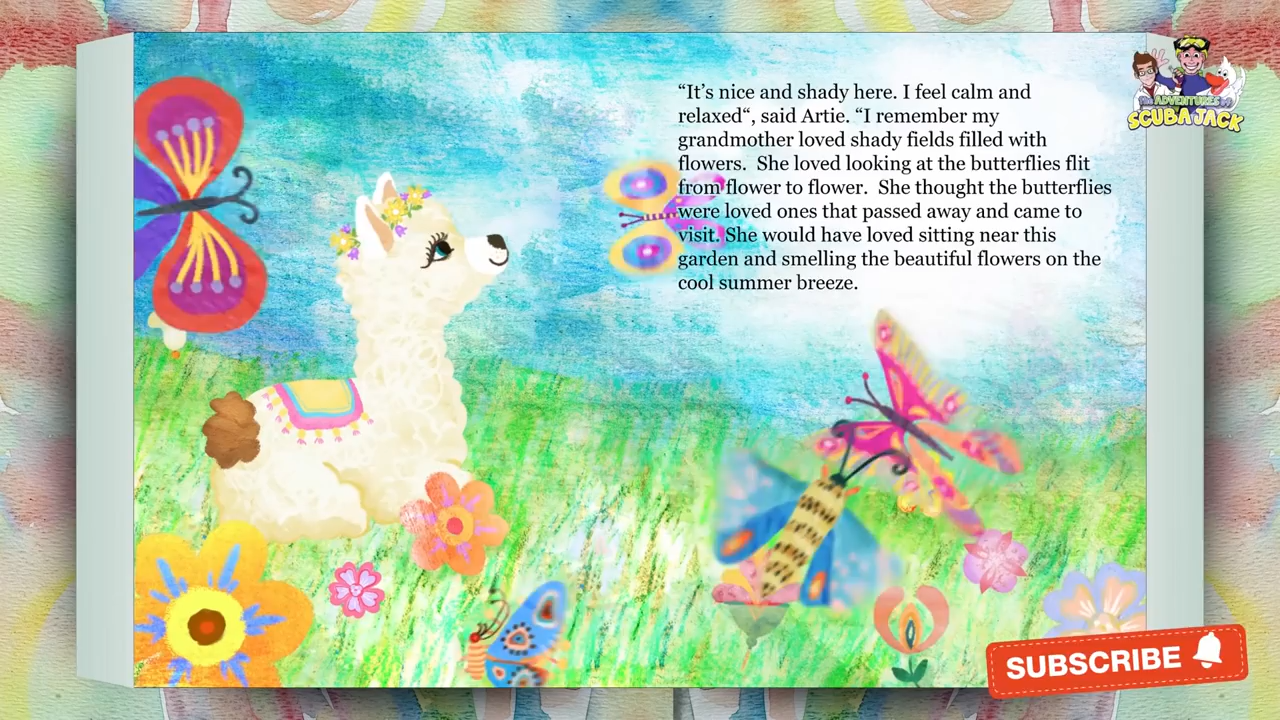 “It’s nice and shady here. I feel calm and
relaxed“, said Artie. “I remember my
grandmother loved shady fields filled with
flowers.  She loved looking at the butterflies flit
from flower to flower.  She thought the butterflies
were loved ones that passed away and came to
visit. She would have loved sitting near this
garden and smelling the beautiful flowers on the
cool summer breeze.
THE ADVENTURES OF
SCUBA JACK
SUBSCRIBE